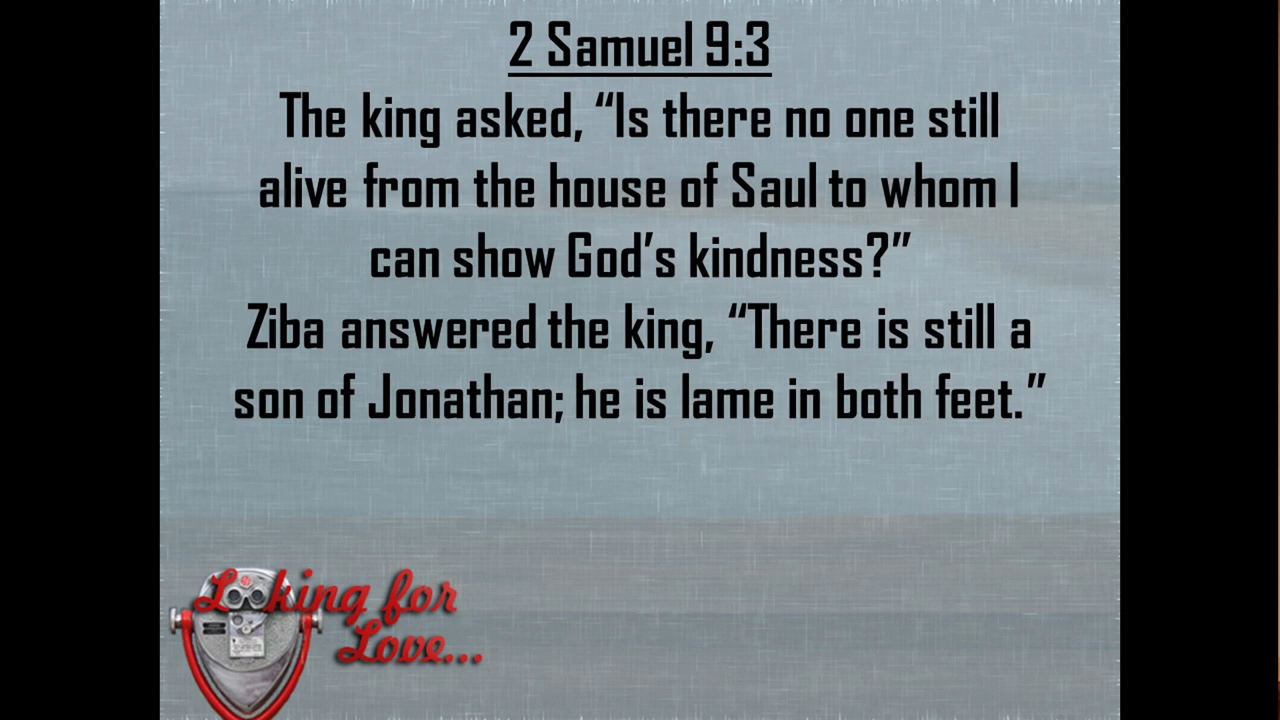 2 Samuel 9:3
The king asked, “Is there no one still
alive from the house of Saul to whom I
can show God’s kindness?”
Ziba answered the king, “There is still a
son of Jonathan; he is lame in both feet.”
Looking for
Love...